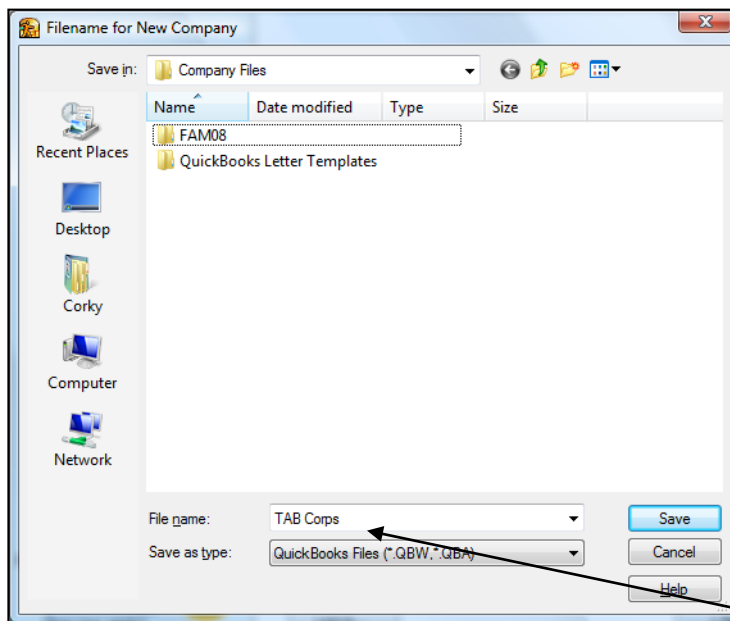 Filename for New Company
X
Save in: Company Files
Name Date modified Type Size
FAM08
QuickBooks Letter Templates
Recent Places
Desktop
Corky
Computer
Network
File name: TAB Corps Save
Save as type: QuickBooks Files (*.QBW,*.QBA) Cancel
Help